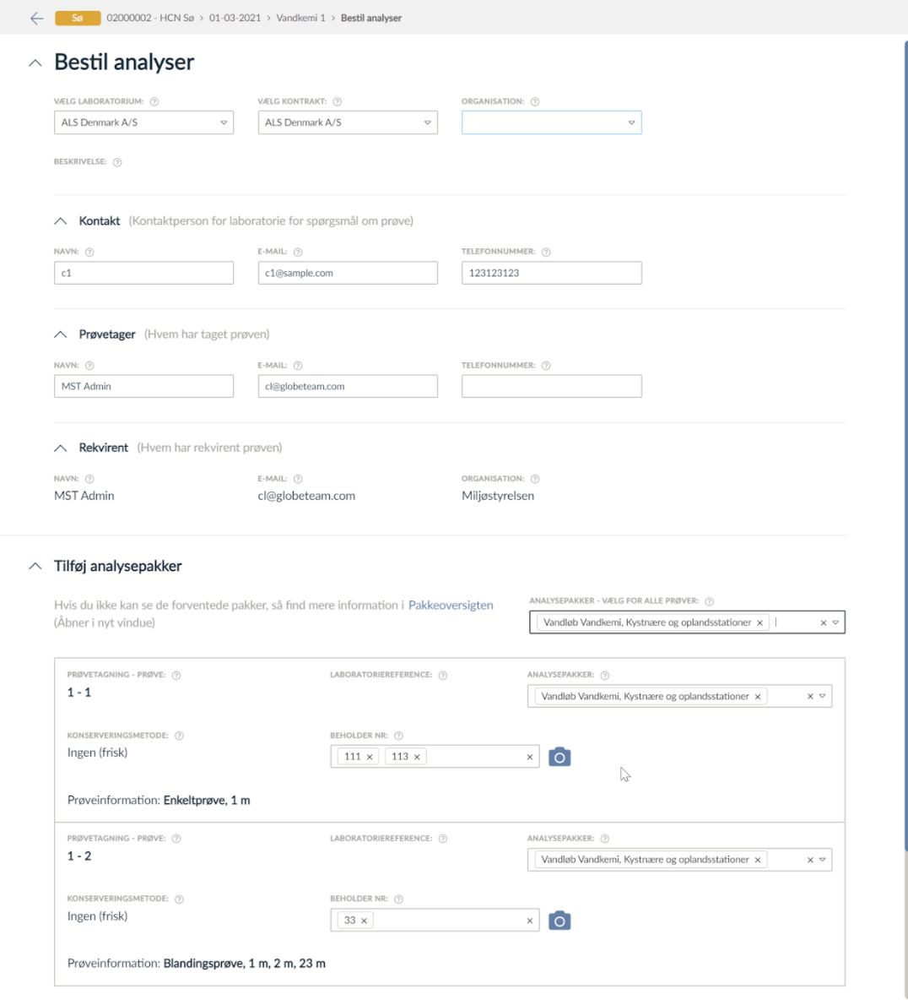 Sø 02000002 - HCN Sø > 01-03-2021 > Vandkemi 1 > Bestil analyser
Bestil analyser
VÆLG LABORATORIUM: VÆLG KONTRAKT: ORGANISATION:
ALS Denmark A/S ALS Denmark A/S
BESKRIVELSE:
Kontakt (Kontaktperson for laboratorie for spørgsmål om prøve)
NAVN: E-MAIL: TELEFONNUMMER:
c1 c1@sample.com 123123123
Prøvetager (Hvem har taget prøven)
NAVN: E-MAIL: TELEFONNUMMER:
MST Admin cl@globeteam.com
Rekvirent (Hvem har rekvirent prøven)
NAVN: E-MAIL: ORGANISATION:
MST Admin cl@globeteam.com Miljøstyrelsen
Tilføj analysepakker
Hvis du ikke kan se de forventede pakker, så find mere information i Pakkeoversigten
(Åbner i nyt vindue)
ANALYSEPAKKER - VÆLG FOR ALLE PRØVER:
Vandløb Vandkemi, Kystnære og oplandsstationer
PRØVETAGNING - PRØVE: LABORATORIEREFERENCE: ANALYSEPAKKER:
1 - 1 Vandløb Vandkemi, Kystnære og oplandsstationer
KONSERVERINGSMETODE: BEHOLDER NR:
Ingen (frisk) 111 113
Prøveinformation: Enkeltprøve, 1 m
PRØVETAGNING - PRØVE: LABORATORIEREFERENCE: ANALYSEPAKKER:
1 - 2 Vandløb Vandkemi, Kystnære og oplandsstationer
KONSERVERINGSMETODE: BEHOLDER NR:
Ingen (frisk) 33
Prøveinformation: Blandingsprøve, 1 m, 2 m, 23 m